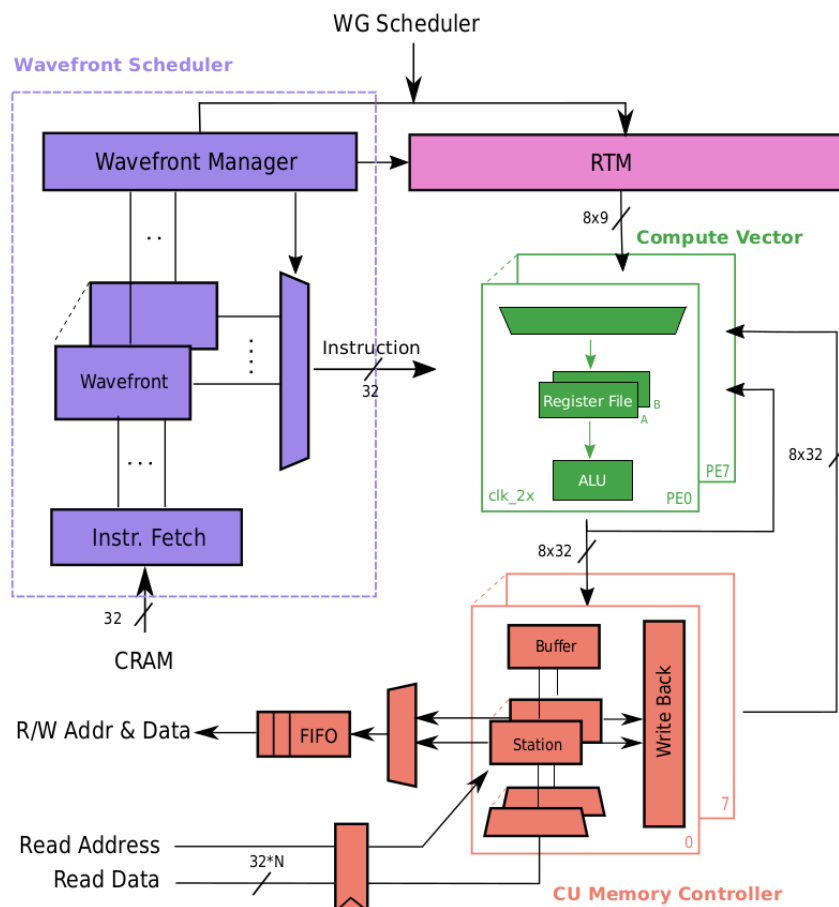 WG Scheduler
Wavefront Scheduler
Wavefront Manager
RTM
8x9
Compute Vector
Wavefront
Instruction
32
Register File
B
A
ALU
clk_2x
PE0
PE7
8x32
Instr. Fetch
8x32
32
CRAM
Buffer
Station
Write Back
R/W Addr & Data
FIFO
7
0
Read Address
Read Data
32*N
CU Memory Controller